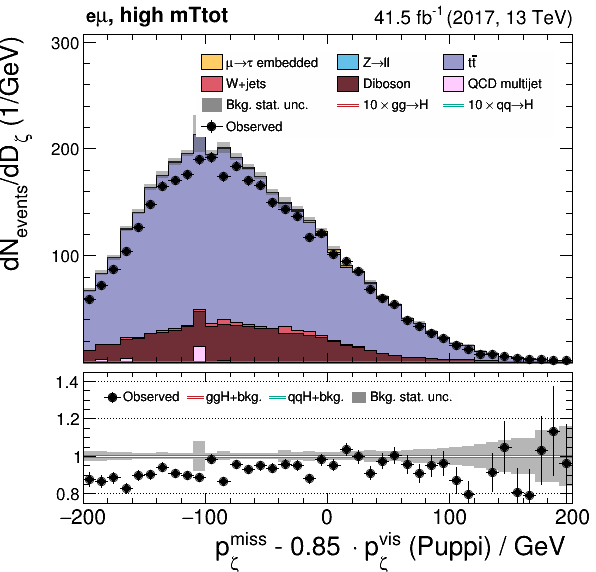 eμ, high mTtot 41.5 fb⁻¹ (2017, 13 TeV)
dN_events/dD_ζ (1/GeV)
300
200
100
μ→τ embedded Z→ll tt̄
W+jets Diboson QCD multijet
Bkg. stat. unc. 10 × gg→H 10 × qq→H
Observed
1.4
1.2
1
0.8
Observed ggH+bkg. qqH+bkg. Bkg. stat. unc.
−200 −100 0 100 200
p_ζ^miss - 0.85 · p_ζ^vis (Puppi) / GeV